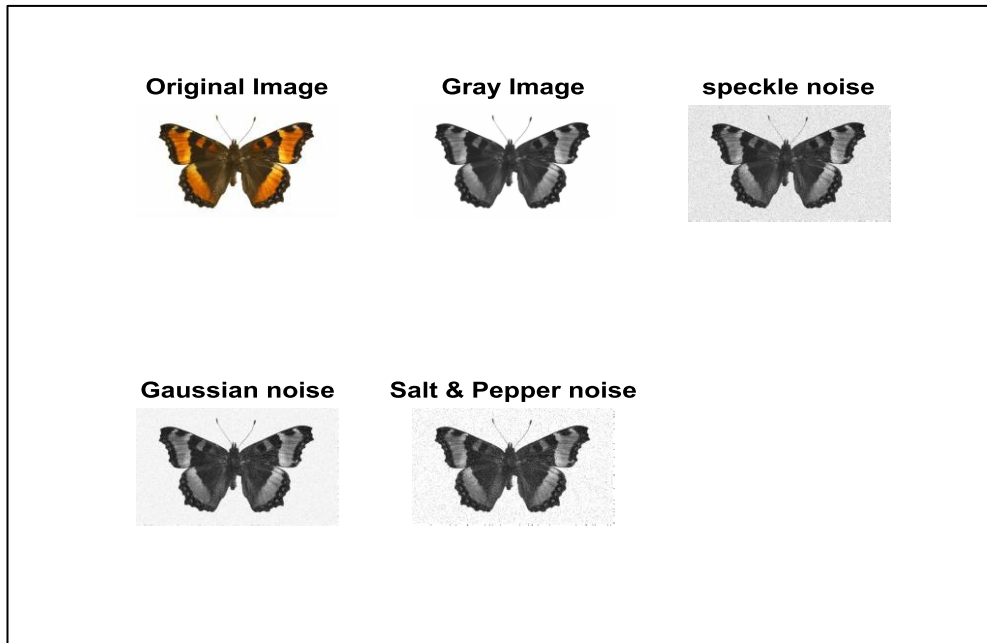 Original Image
Gray Image
speckle noise
Gaussian noise
Salt & Pepper noise